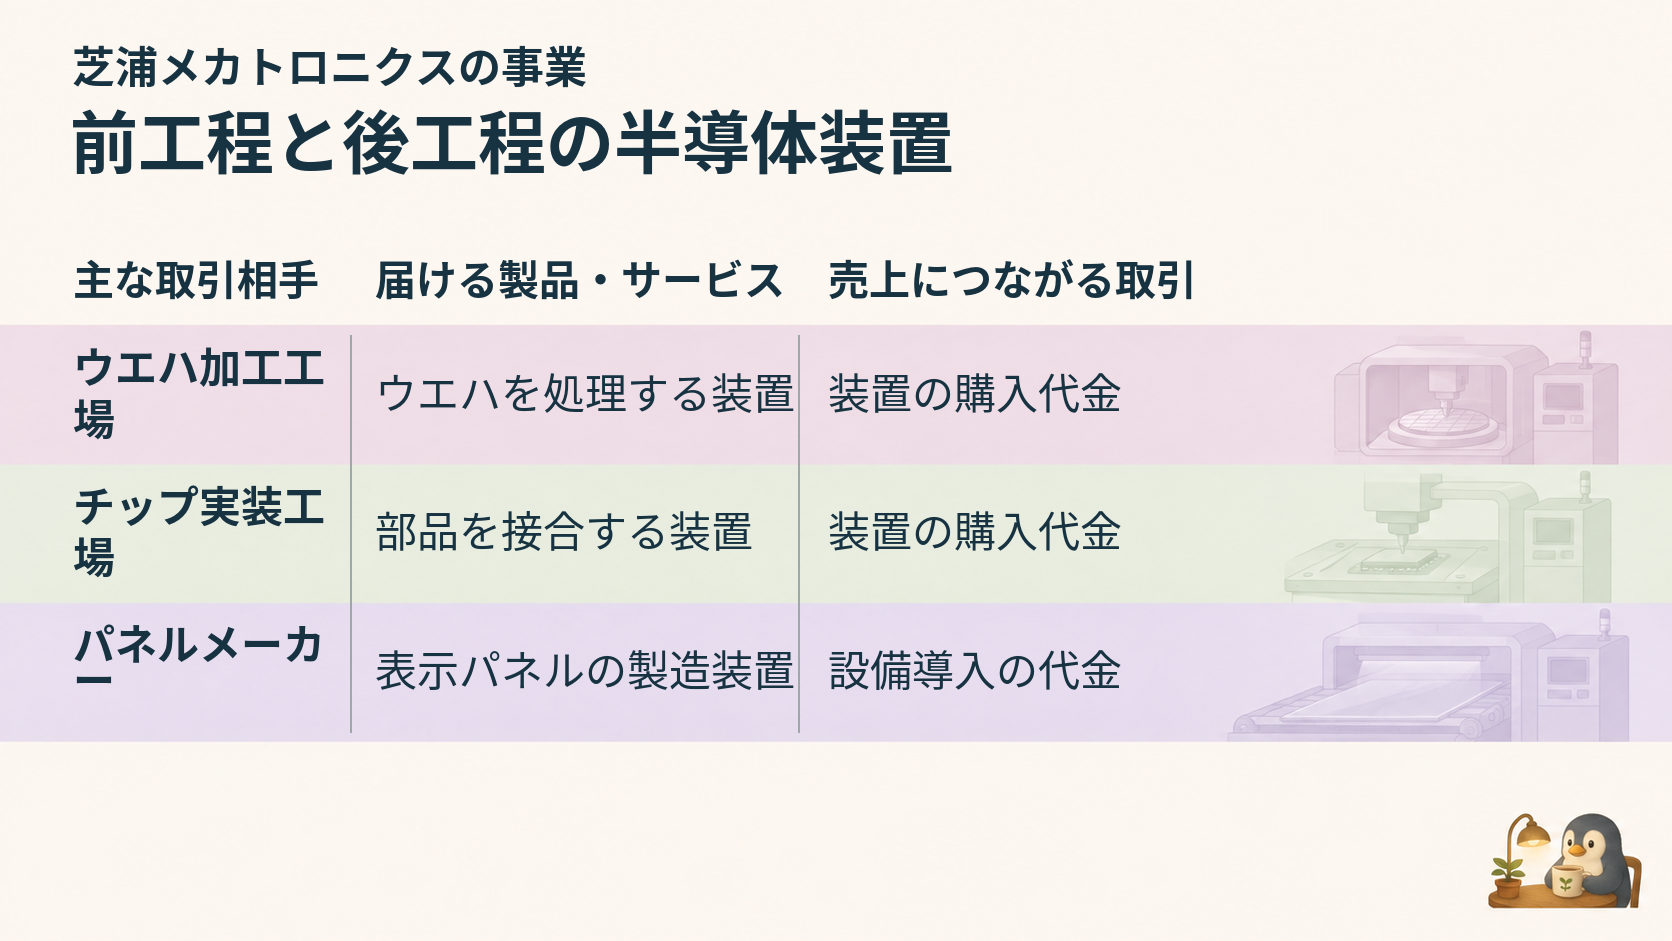 芝浦メカトロニクスの事業
前工程と後工程の半導体装置
主な取引相手 届ける製品・サービス 売上につながる取引
ウエハ加工工
場
ウエハを処理する装置 装置の購入代金
チップ実装工
場
部品を接合する装置 装置の購入代金
パネルメーカ
ー
表示パネルの製造装置 設備導入の代金